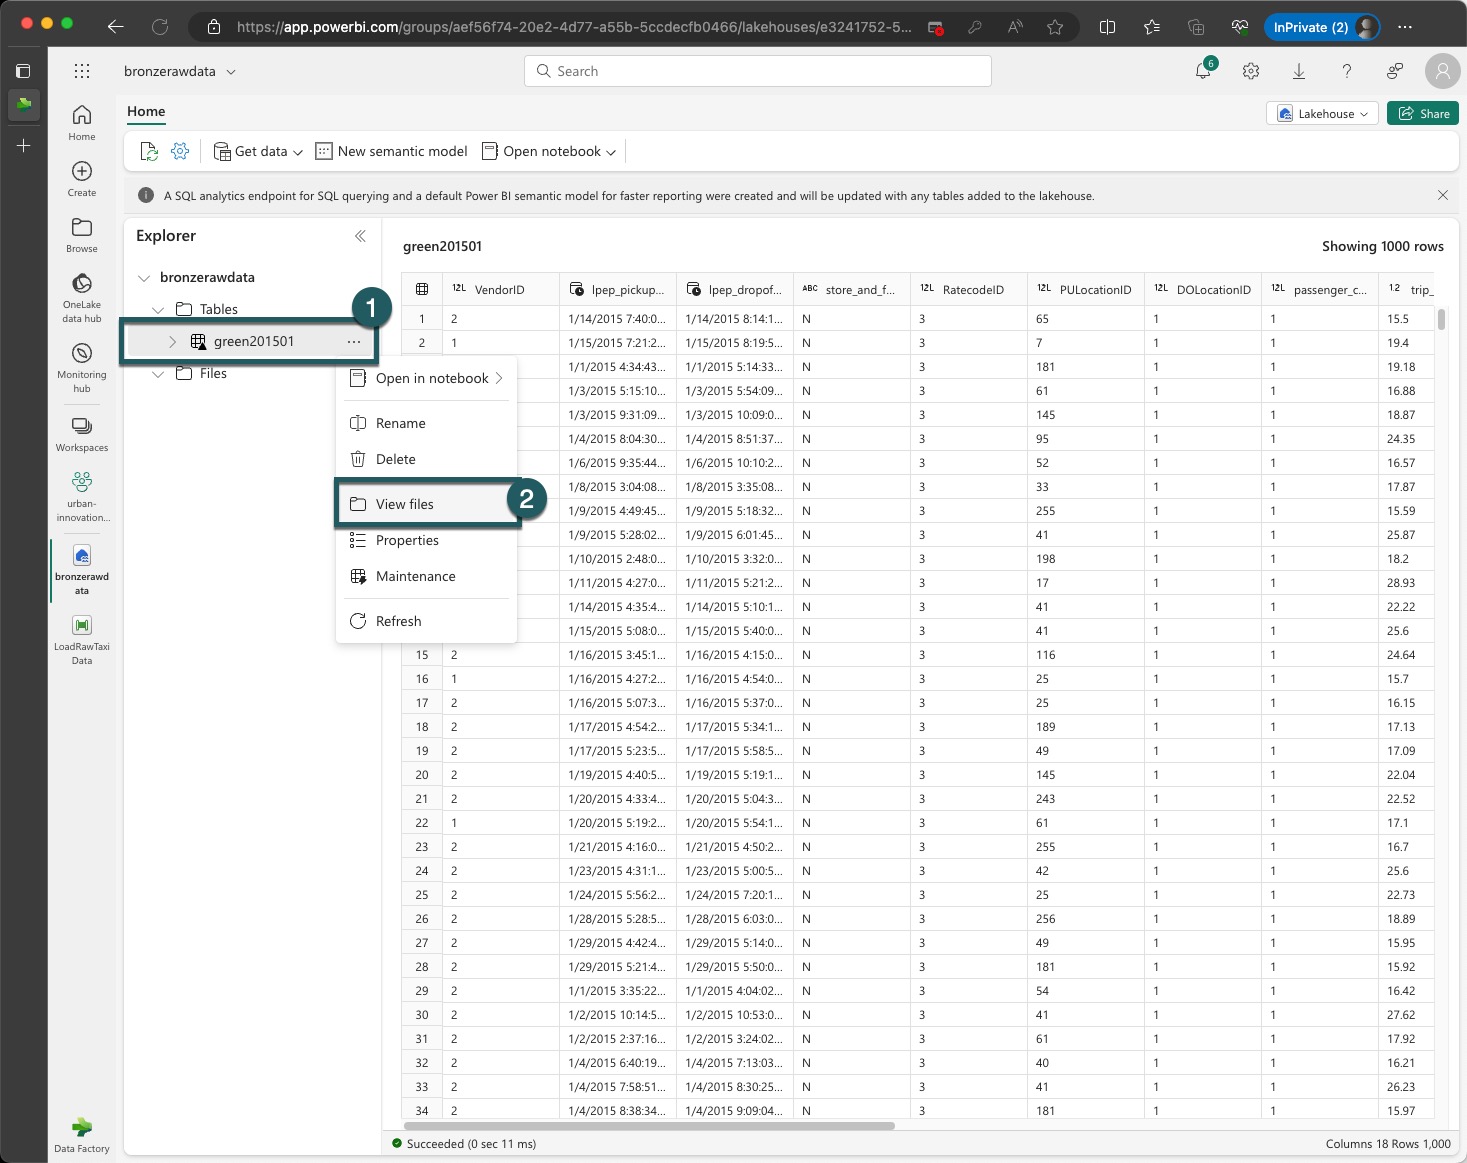 https://app.powerbi.com/groups/aef56f74-20e2-4d77-a55b-5ccdecfb0466/lakehouses/e3241752-5...
InPrivate (2)
bronzerawdata
Search
6
Home
Create
Browse
OneLake
data hub
Monitoring
hub
Workspaces
urban-
innovation...
bronzerawd
ata
LoadRawTaxi
Data
Data Factory
Home
Lakehouse
Share
Get data
New semantic model
Open notebook
A SQL analytics endpoint for SQL querying and a default Power BI semantic model for faster reporting were created and will be updated with any tables added to the lakehouse.
Explorer
bronzerawdata
Tables
1
green201501
...
Files
Open in notebook
Rename
Delete
View files
2
Properties
Maintenance
Refresh
green201501
Showing 1000 rows
12L VendorID lpep_pickup... lpep_dropof... ABC store_and_f... 12L RatecodeID 12L PULocationID 12L DOLocationID 12L passenger_c... 1.2 trip_
1 2 1/14/2015 7:40:0... 1/14/2015 8:14:1... N 3 65 1 1 15.5
2 1 1/15/2015 7:21:2... 1/15/2015 8:19:5... N 3 7 1 1 19.4
1/1/2015 4:34:43... 1/1/2015 5:14:33... N 3 181 1 1 19.18
1/3/2015 5:15:10... 1/3/2015 5:54:09... N 3 61 1 1 16.88
1/3/2015 9:31:09... 1/3/2015 10:09:0... N 3 145 1 1 18.87
1/4/2015 8:04:30... 1/4/2015 8:51:37... N 3 95 1 1 24.35
1/6/2015 9:35:44... 1/6/2015 10:10:2... N 3 52 1 1 16.57
1/8/2015 3:04:08... 1/8/2015 3:35:08... N 3 33 1 1 17.87
1/9/2015 4:49:45... 1/9/2015 5:18:32... N 3 255 1 1 15.59
1/9/2015 5:28:02... 1/9/2015 6:01:45... N 3 41 1 1 25.87
1/10/2015 2:48:0... 1/10/2015 3:32:0... N 3 198 1 1 18.2
1/11/2015 4:27:0... 1/11/2015 5:21:2... N 3 17 1 1 28.93
1/14/2015 4:35:4... 1/14/2015 5:10:1... N 3 41 1 1 22.22
1/15/2015 5:08:0... 1/15/2015 5:40:0... N 3 41 1 1 25.6
15 2 1/16/2015 3:45:1... 1/16/2015 4:15:0... N 3 116 1 1 24.64
16 1 1/16/2015 4:27:2... 1/16/2015 4:54:0... N 3 25 1 1 15.7
17 2 1/16/2015 5:07:3... 1/16/2015 5:37:0... N 3 25 1 1 16.15
18 2 1/17/2015 4:54:2... 1/17/2015 5:34:1... N 3 189 1 1 17.13
19 2 1/17/2015 5:23:5... 1/17/2015 5:58:5... N 3 49 1 1 17.09
20 2 1/19/2015 4:40:5... 1/19/2015 5:19:1... N 3 145 1 1 22.04
21 2 1/20/2015 4:33:4... 1/20/2015 5:04:3... N 3 243 1 1 22.52
22 1 1/20/2015 5:19:2... 1/20/2015 5:54:1... N 3 61 1 1 17.1
23 2 1/21/2015 4:16:0... 1/21/2015 4:50:2... N 3 255 1 1 16.7
24 2 1/23/2015 4:31:1... 1/23/2015 5:00:5... N 3 42 1 1 25.6
25 2 1/24/2015 5:56:2... 1/24/2015 7:20:1... N 3 25 1 1 22.73
26 2 1/28/2015 5:28:5... 1/28/2015 6:03:0... N 3 256 1 1 18.89
27 2 1/29/2015 4:42:4... 1/29/2015 5:14:0... N 3 49 1 1 15.95
28 2 1/29/2015 5:21:4... 1/29/2015 5:50:0... N 3 181 1 1 15.92
29 2 1/1/2015 3:35:22... 1/1/2015 4:04:02... N 3 54 1 1 16.42
30 2 1/2/2015 10:14:5... 1/2/2015 10:53:0... N 3 41 1 1 27.62
31 2 1/2/2015 2:37:16... 1/2/2015 3:24:02... N 3 61 1 1 17.92
32 2 1/4/2015 6:40:19... 1/4/2015 7:13:03... N 3 40 1 1 16.21
33 2 1/4/2015 7:58:51... 1/4/2015 8:30:25... N 3 41 1 1 26.23
34 2 1/4/2015 8:38:34... 1/4/2015 9:09:04... N 3 181 1 1 15.97
Succeeded (0 sec 11 ms)
Columns 18 Rows 1,000